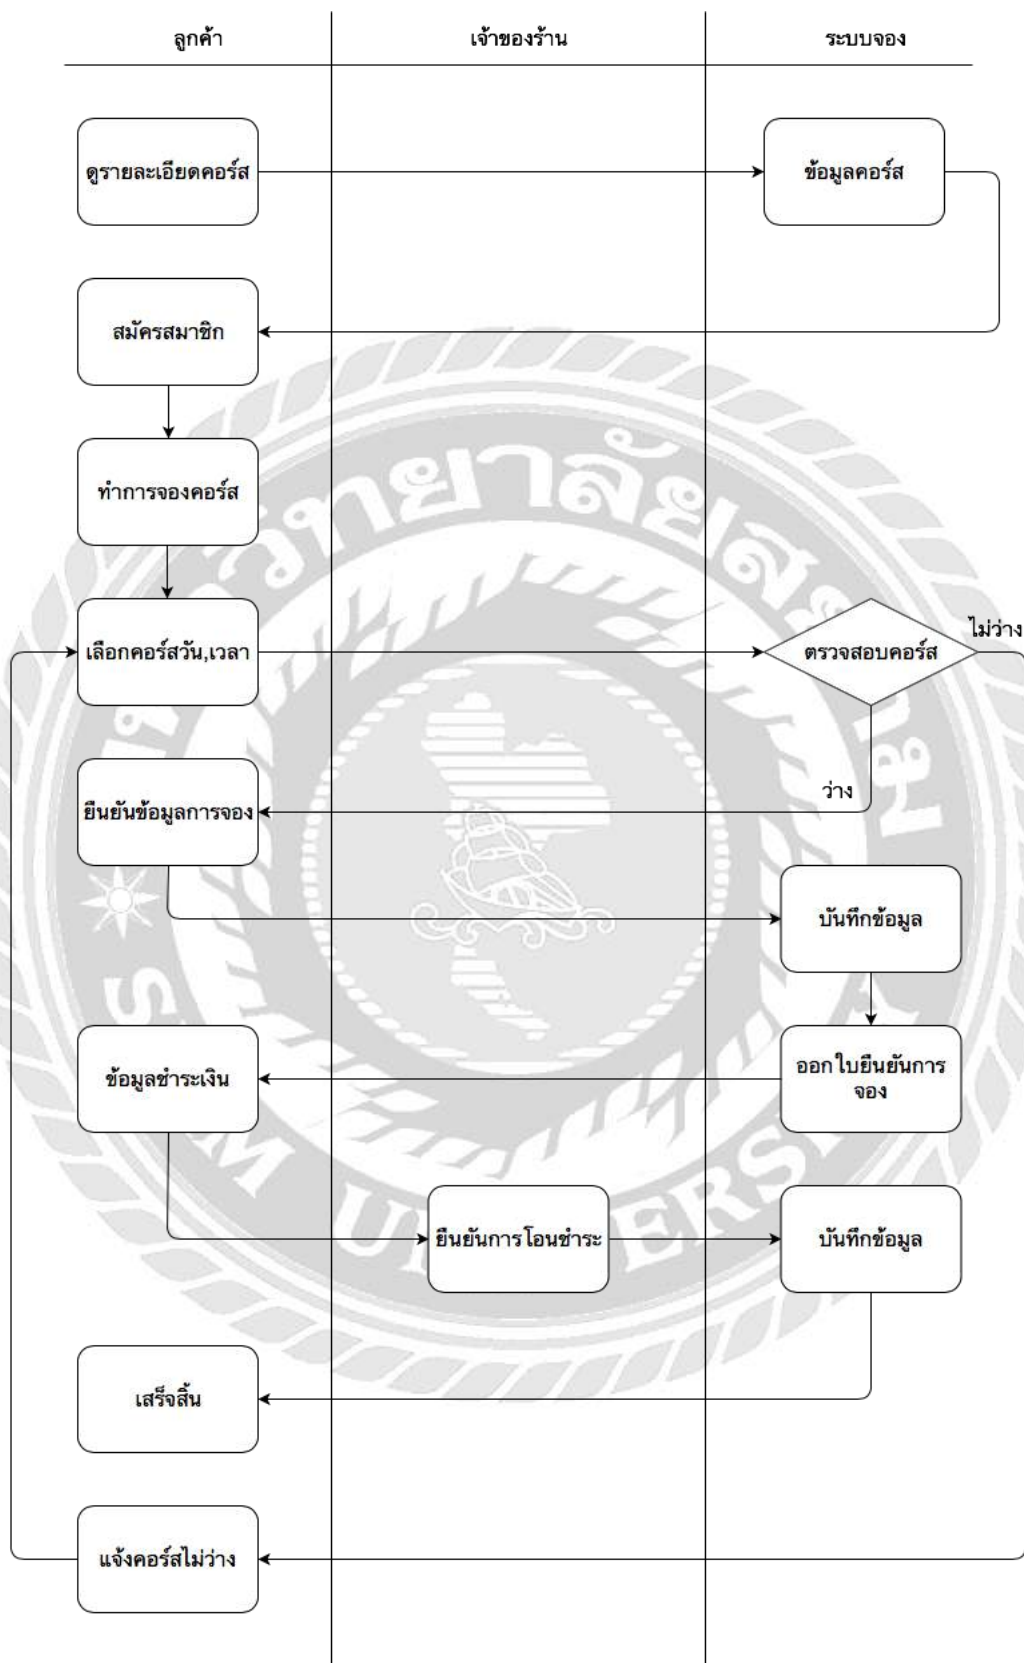 ลูกค้า
เจ้าของร้าน
ระบบจอง
ดูรายละเอียดคอร์ส
ข้อมูลคอร์ส
สมัครสมาชิก
ทำการจองคอร์ส
เลือกคอร์สวัน,เวลา
ตรวจสอบคอร์ส
ไม่ว่าง
ว่าง
ยืนยันข้อมูลการจอง
บันทึกข้อมูล
ข้อมูลชำระเงิน
ออกใบยืนยันการ
จอง
ยืนยันการโอนชำระ
บันทึกข้อมูล
เสร็จสิ้น
แจ้งคอร์สไม่ว่าง